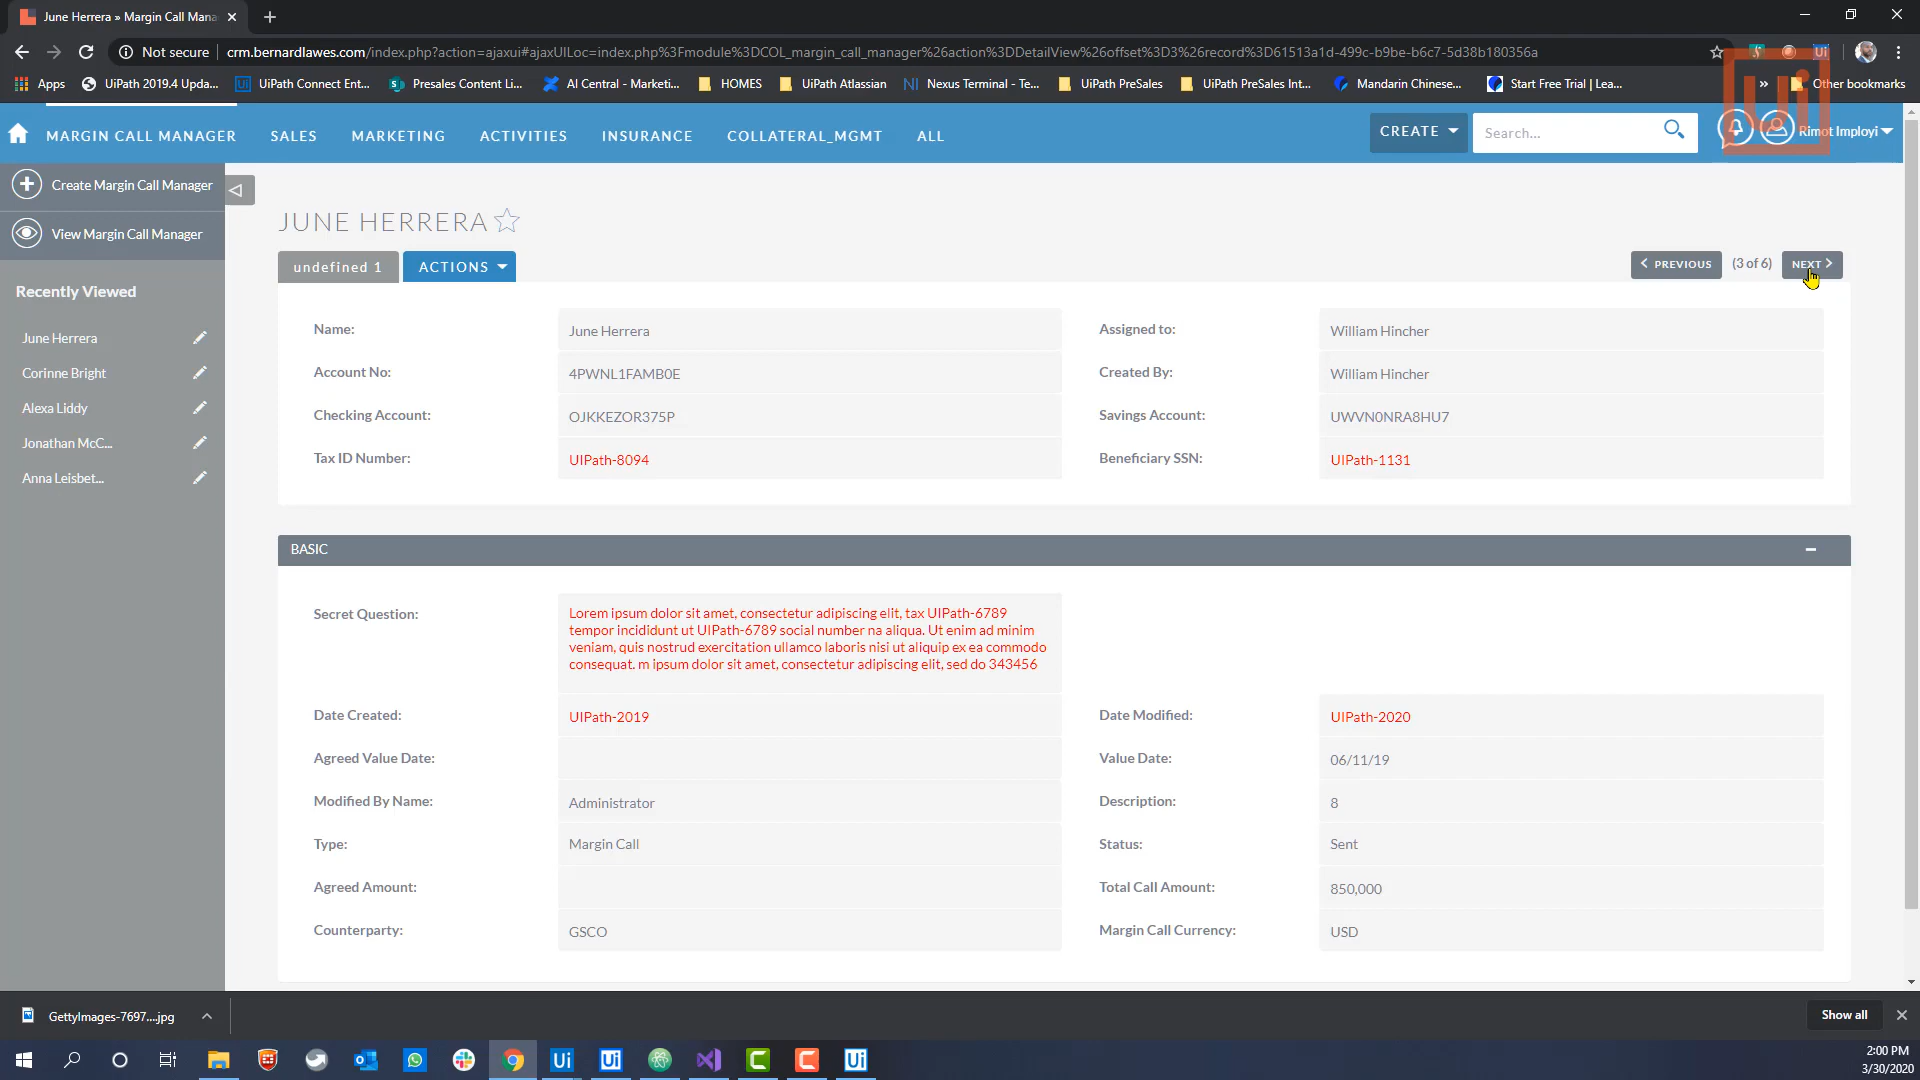 June Herrera » Margin Call Mana
Not secure
crm.bernardlawes.com/index.php?action=ajaxui#ajaxUILoc=index.php%3Fmodule%3DCOL_margin_call_manager%26action%3DDetailView%26offset%3D3%26record%3D61513a1d-499c-b9be-b6c7-5d38b180356a
Apps
UiPath 2019.4 Upda...
UiPath Connect Ent...
Presales Content Li...
AI Central - Marketi...
HOMES
UiPath Atlassian
Nexus Terminal - Te...
UiPath PreSales
UiPath PreSales Int...
Mandarin Chinese...
Start Free Trial | Lea...
»
Other bookmarks
MARGIN CALL MANAGER
SALES
MARKETING
ACTIVITIES
INSURANCE
COLLATERAL_MGMT
ALL
CREATE
Search...
Rimot Imployi
Create Margin Call Manager
View Margin Call Manager
Recently Viewed
June Herrera
Corinne Bright
Alexa Liddy
Jonathan McC...
Anna Leisbet...
JUNE HERRERA
undefined 1
ACTIONS
PREVIOUS
(3 of 6)
NEXT
Name: June Herrera
Assigned to: William Hincher
Account No: 4PWNL1FAMB0E
Created By: William Hincher
Checking Account: OJKKEZOR375P
Savings Account: UWVN0NRA8HU7
Tax ID Number: UIPath-8094
Beneficiary SSN: UIPath-1131
BASIC
Secret Question:
Lorem ipsum dolor sit amet, consectetur adipiscing elit, tax UIPath-6789
tempor incididunt ut UIPath-6789 social number na aliqua. Ut enim ad minim
veniam, quis nostrud exercitation ullamco laboris nisi ut aliquip ex ea commodo
consequat. m ipsum dolor sit amet, consectetur adipiscing elit, sed do 343456
Date Created: UIPath-2019
Date Modified: UIPath-2020
Agreed Value Date:
Value Date: 06/11/19
Modified By Name: Administrator
Description: 8
Type: Margin Call
Status: Sent
Agreed Amount:
Total Call Amount: 850,000
Counterparty: GSCO
Margin Call Currency: USD
GettyImages-7697....jpg
Show all
2:00 PM
3/30/2020